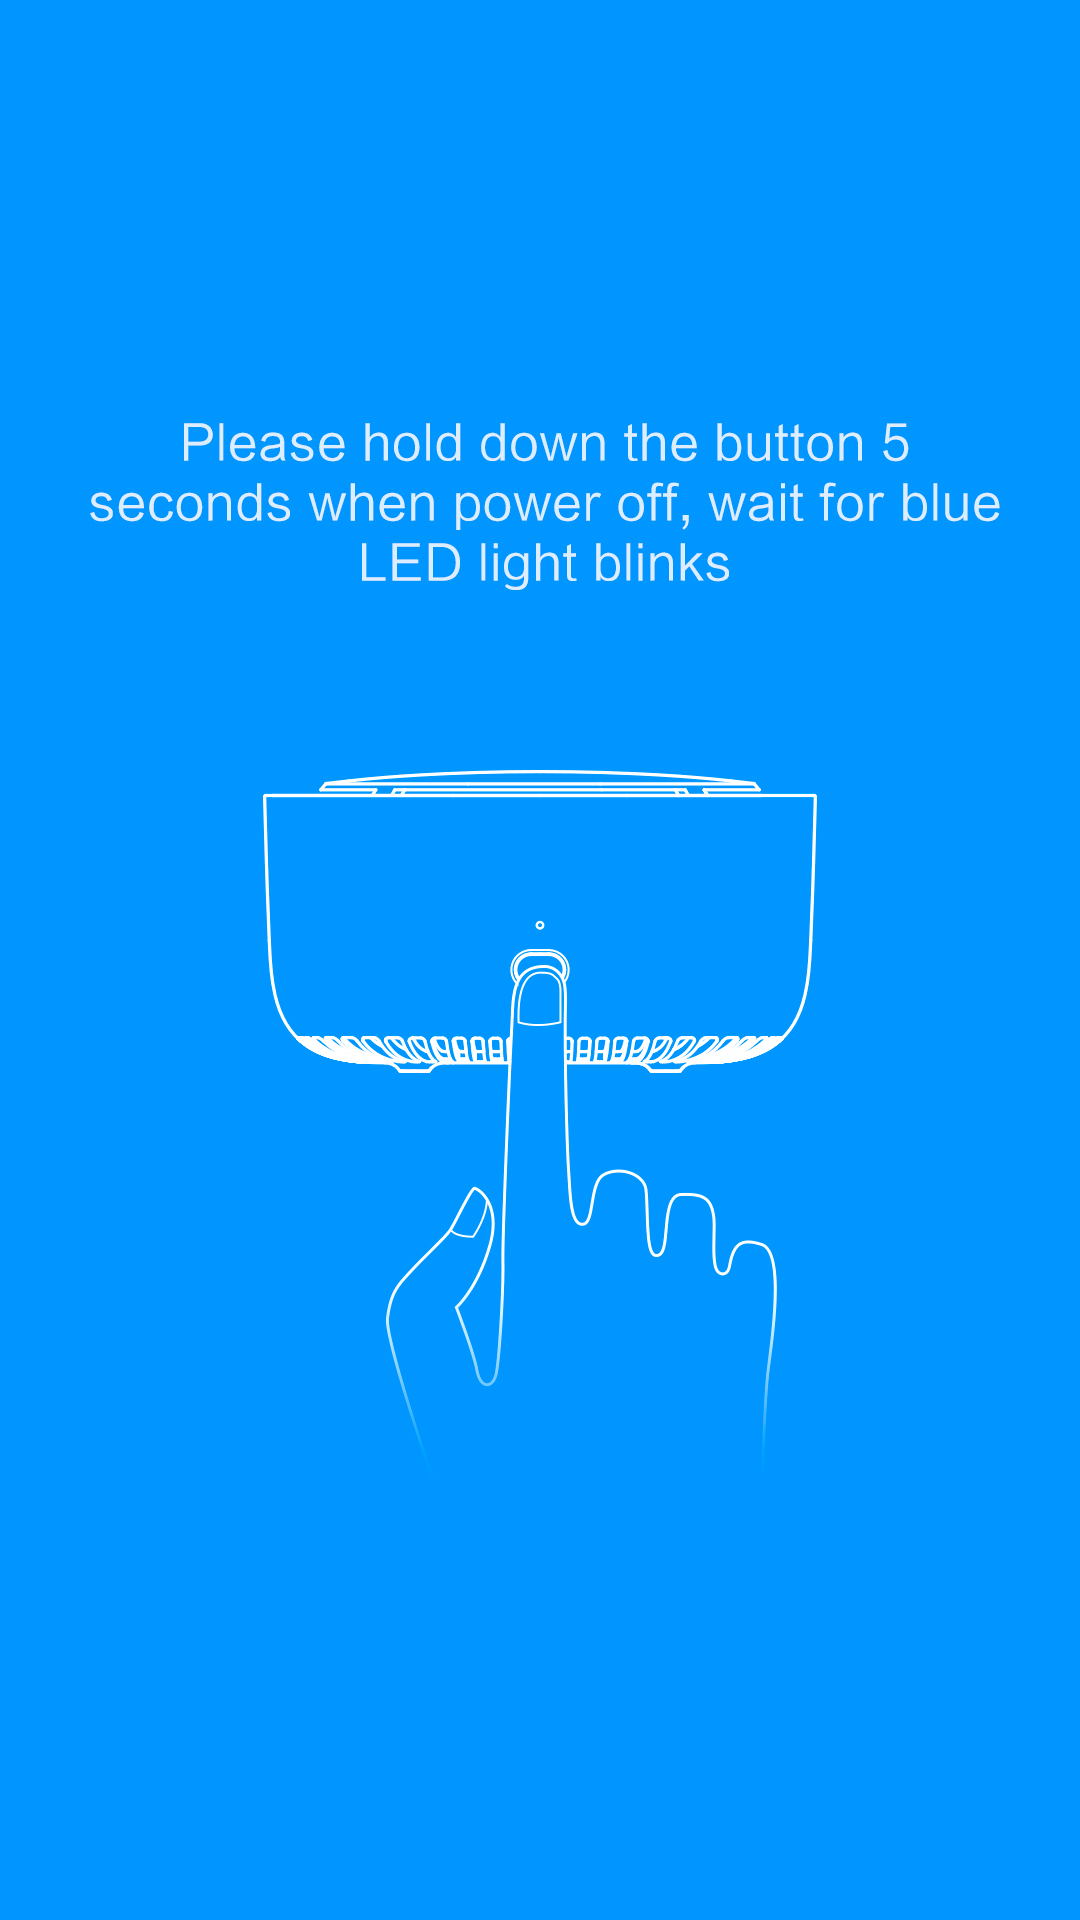 Please hold down the button 5
seconds when power off, wait for blue
LED light blinks